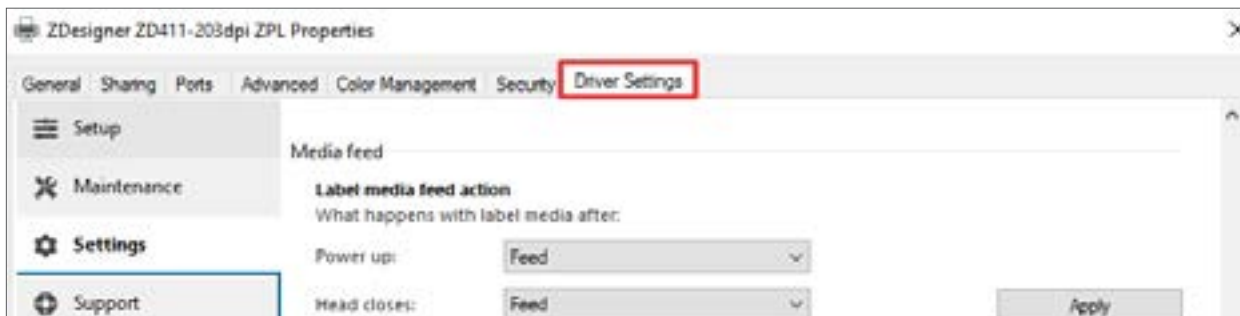 ZDesigner ZD411-203dpi ZPL Properties
General Sharing Ports Advanced Color Management Security Driver Settings
Setup
Media feed
Maintenance
Label media feed action
What happens with label media after:
Settings
Power up: Feed
Support
Head closes: Feed
Apply